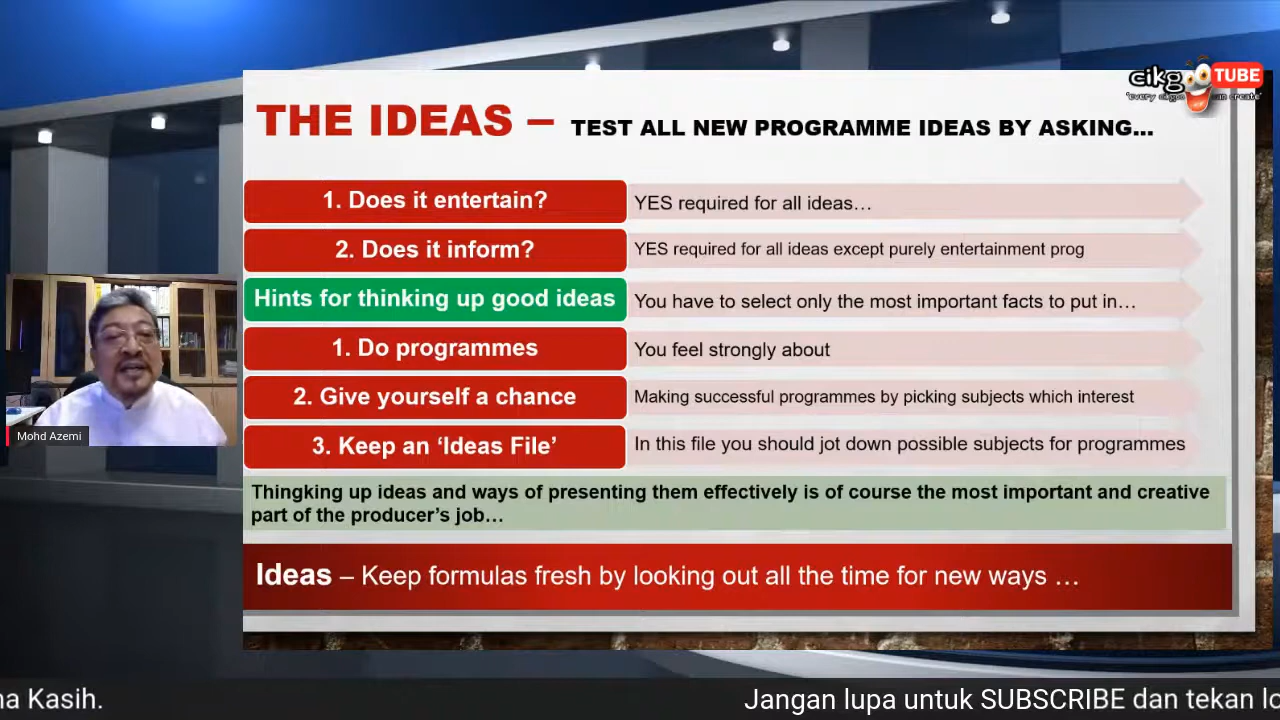 cikgoo TUBE
THE IDEAS – TEST ALL NEW PROGRAMME IDEAS BY ASKING...
1. Does it entertain?
YES required for all ideas…
2. Does it inform?
YES required for all ideas except purely entertainment prog
Hints for thinking up good ideas
You have to select only the most important facts to put in…
1. Do programmes
You feel strongly about
2. Give yourself a chance
Making successful programmes by picking subjects which interest
3. Keep an ‘Ideas File’
In this file you should jot down possible subjects for programmes
Thingking up ideas and ways of presenting them effectively is of course the most important and creative
part of the producer’s job…
Ideas – Keep formulas fresh by looking out all the time for new ways …
Mohd Azemi
na Kasih.
Jangan lupa untuk SUBSCRIBE dan tekan lo